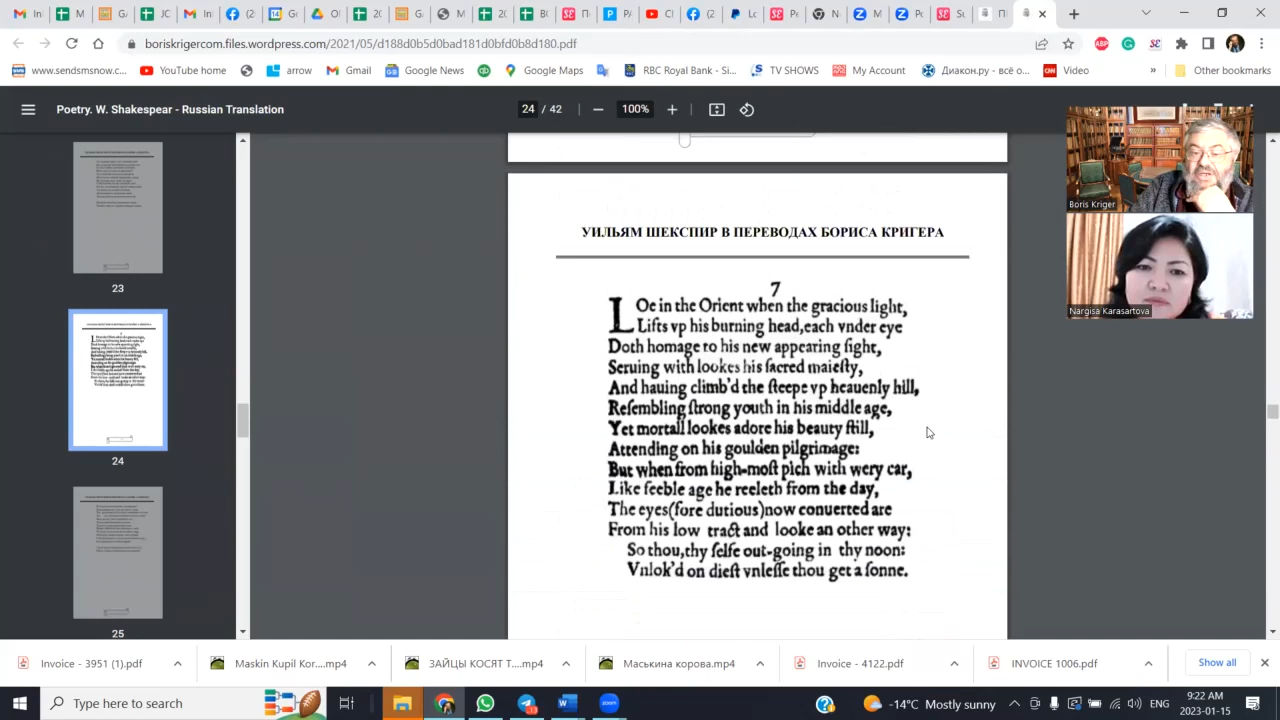 boriskrigercom.files.wordpress.com/2021/05/d188d0b5d0bad181d0bfd0b8d180.pdf
www.sendsmsnow.c...
YouTube home
arrow
Gmail
Google News
Google Maps
RBC Royal Bank - Si...
TV SHOWS
My Account
Диакон.ру - всё о...
Video
»
Other bookmarks
Poetry. W. Shakespear - Russian Translation
24 / 42
100%
23
24
25
УИЛЬЯМ ШЕКСПИР В ПЕРЕВОДАХ БОРИСА КРИГЕРА
7
LOe in the Orient when the gracious light,
Lifts vp his burning head,each vnder eye
Doth homage to his new appearing ſight,
Seruing with lookes his ſacred maieſty,
And hauing climb'd the ſteepe vp heauenly hill,
Reſembling ſtrong youth in his middle age,
Yet mortall lookes adore his beauty ſtill,
Attending on his goulden pilgrimage:
But when from high-moſt pich with wery car,
Like feeble age he reeleth from the day,
The eyes(fore dutious)now conuerted are
From his low tract and looke an other way:
So thou,thy ſelfe out-going in thy noon:
Vnlok'd on dieſt vnleſſe thou get a ſonne.
Boris Kriger
Nargisa Karasartova
Invoice - 3951 (1).pdf
Maskin Kupil Kor....mp4
ЗАЙЦЫ КОСЯТ Т....mp4
Маськина корова.mp4
Invoice - 4122.pdf
INVOICE 1006.pdf
Show all
Type here to search
-14°C Mostly sunny
ENG
9:22 AM
2023-01-15